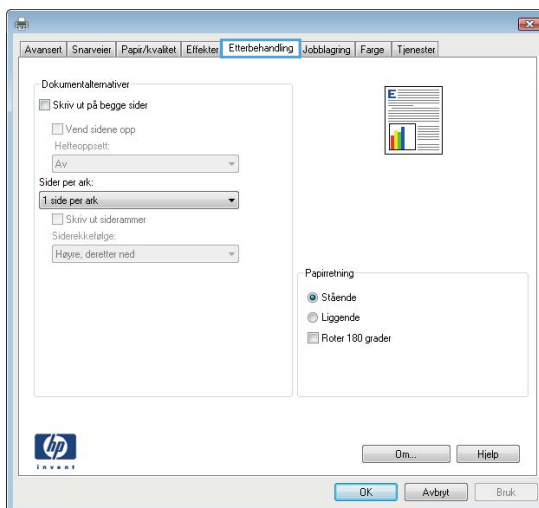 Avansert Snarveier Papir/kvalitet Effekter Etterbehandling Jobblagring Farge Tjenester
Dokumentalternativer
Skriv ut på begge sider
Vend sidene opp
Hefteoppsett:
Av
Sider per ark:
1 side per ark
Skriv ut siderammer
Siderekkefølge:
Høyre, deretter ned
E
Papirretning
Stående
Liggende
Roter 180 grader
hp
invent
Om... Hjelp
OK Avbryt Bruk